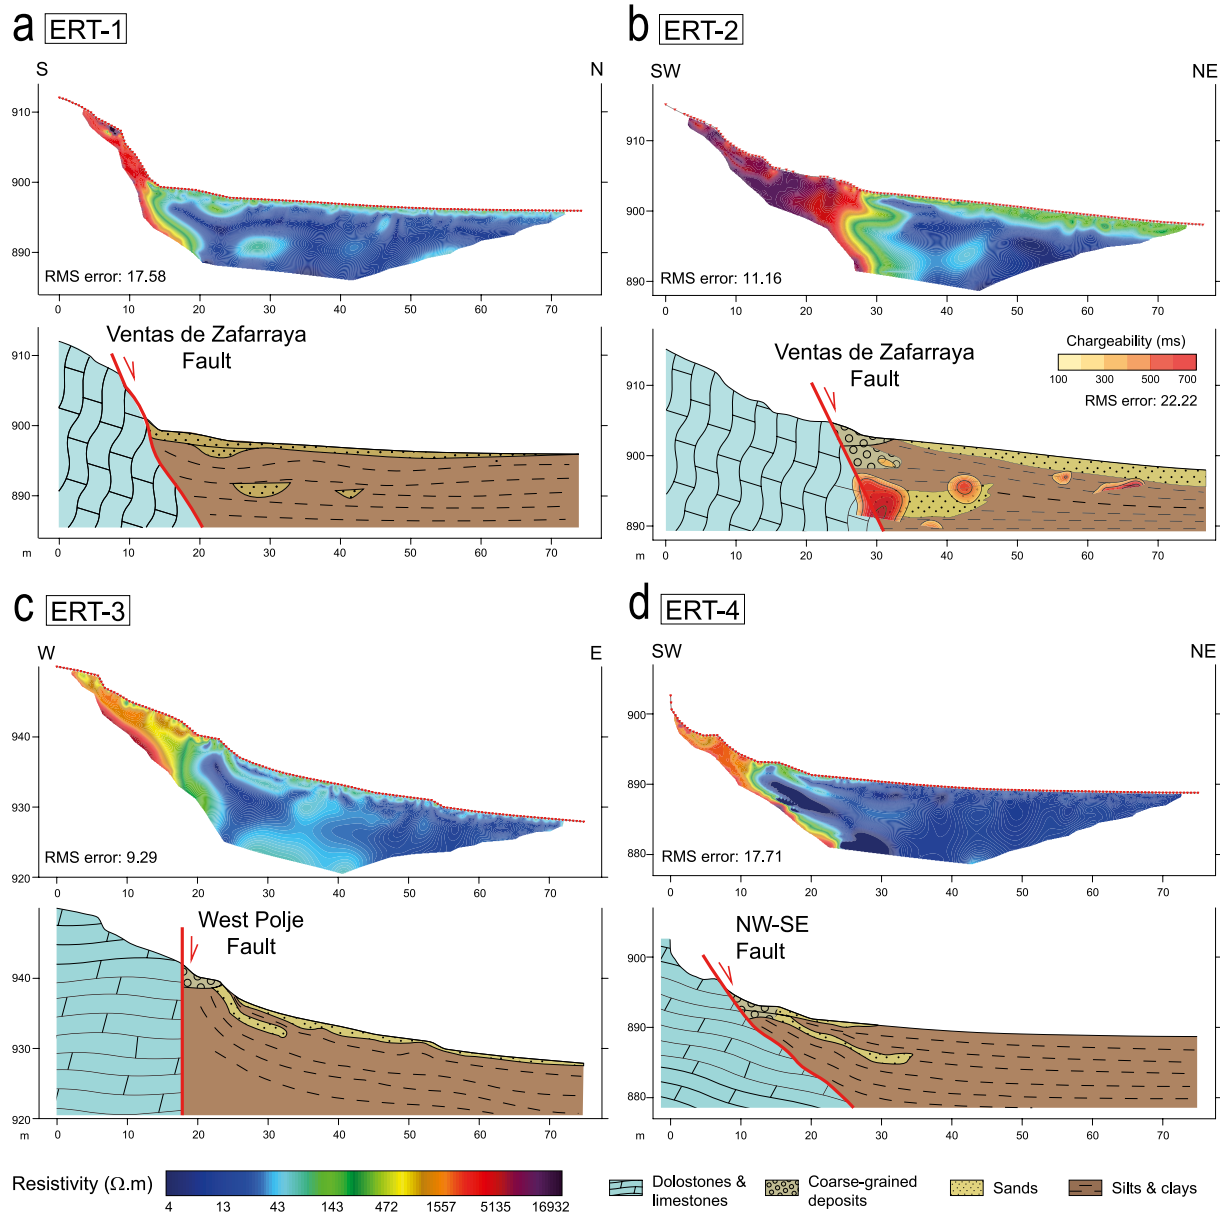 a ERT-1
S N
910
900
890
RMS error: 17.58
0 10 20 30 40 50 60 70
Ventas de Zafarraya
Fault
910
900
890
m 0 10 20 30 40 50 60 70
b ERT-2
SW NE
910
900
890
RMS error: 11.16
0 10 20 30 40 50 60 70
Ventas de Zafarraya
Fault
Chargeability (ms)
100 300 500 700
RMS error: 22.22
910
900
890
m 0 10 20 30 40 50 60 70
c ERT-3
W E
940
930
920
RMS error: 9.29
0 10 20 30 40 50 60 70
West Polje
Fault
940
930
920
m 0 10 20 30 40 50 60 70
d ERT-4
SW NE
900
890
880
RMS error: 17.71
0 10 20 30 40 50 60 70
NW-SE
Fault
900
890
880
m 0 10 20 30 40 50 60 70
Resistivity (Ω.m)
4 13 43 143 472 1557 5135 16932
Dolostones &
limestones
Coarse-grained
deposits
Sands
Silts & clays